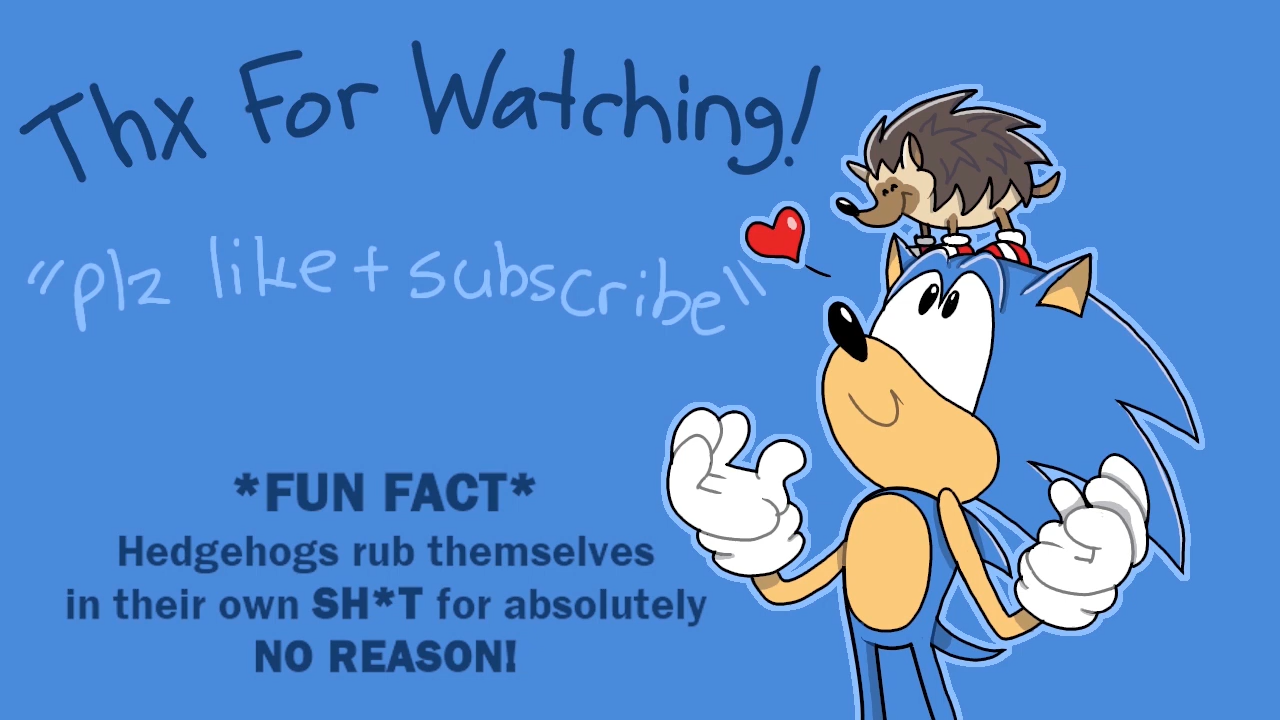 Thx For Watching!
"plz like + subscribe"
*FUN FACT*
Hedgehogs rub themselves
in their own SH*T for absolutely
NO REASON!